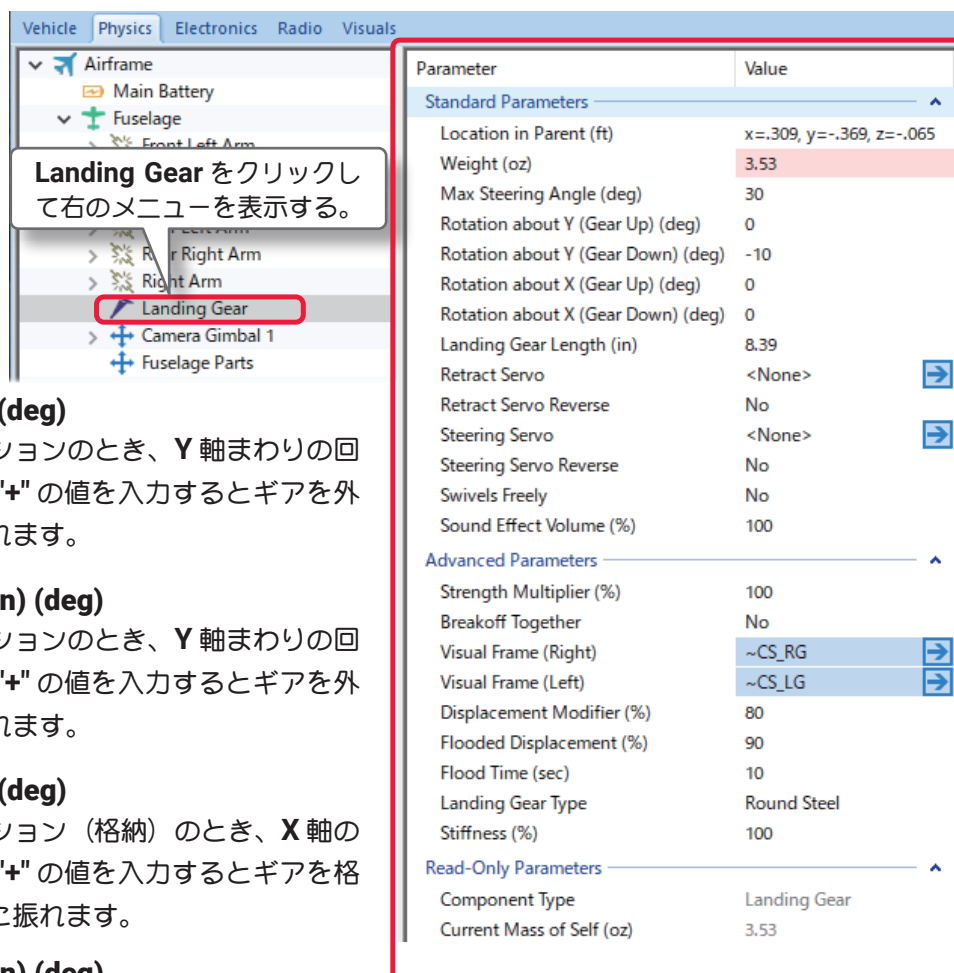 Vehicle Physics Electronics Radio Visuals
Airframe
Main Battery
Fuselage
Front Left Arm
Landing Gear をクリックし
て右のメニューを表示する。
Right Arm
Right Arm
Landing Gear
Camera Gimbal 1
Fuselage Parts
(deg)
ションのとき、Y 軸まわりの回
"+" の値を入力するとギアを外
れます。
n) (deg)
ションのとき、Y 軸まわりの回
"+" の値を入力するとギアを外
れます。
(deg)
ション（格納）のとき、X 軸の
"+" の値を入力するとギアを格
に振れます。
n) (deg)
Parameter Value
Standard Parameters
Location in Parent (ft) x=.309, y=-.369, z=-.065
Weight (oz) 3.53
Max Steering Angle (deg) 30
Rotation about Y (Gear Up) (deg) 0
Rotation about Y (Gear Down) (deg) -10
Rotation about X (Gear Up) (deg) 0
Rotation about X (Gear Down) (deg) 0
Landing Gear Length (in) 8.39
Retract Servo <None>
Retract Servo Reverse No
Steering Servo <None>
Steering Servo Reverse No
Swivels Freely No
Sound Effect Volume (%) 100
Advanced Parameters
Strength Multiplier (%) 100
Breakoff Together No
Visual Frame (Right) ~CS_RG
Visual Frame (Left) ~CS_LG
Displacement Modifier (%) 80
Flooded Displacement (%) 90
Flood Time (sec) 10
Landing Gear Type Round Steel
Stiffness (%) 100
Read-Only Parameters
Component Type Landing Gear
Current Mass of Self (oz) 3.53